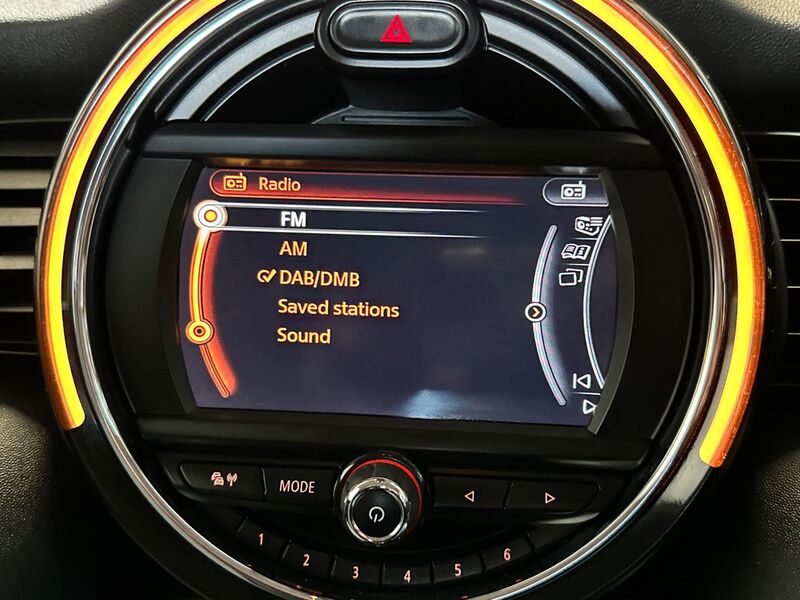 Radio
FM
AM
DAB/DMB
Saved stations
Sound
MODE
1
2
3
4
5
6